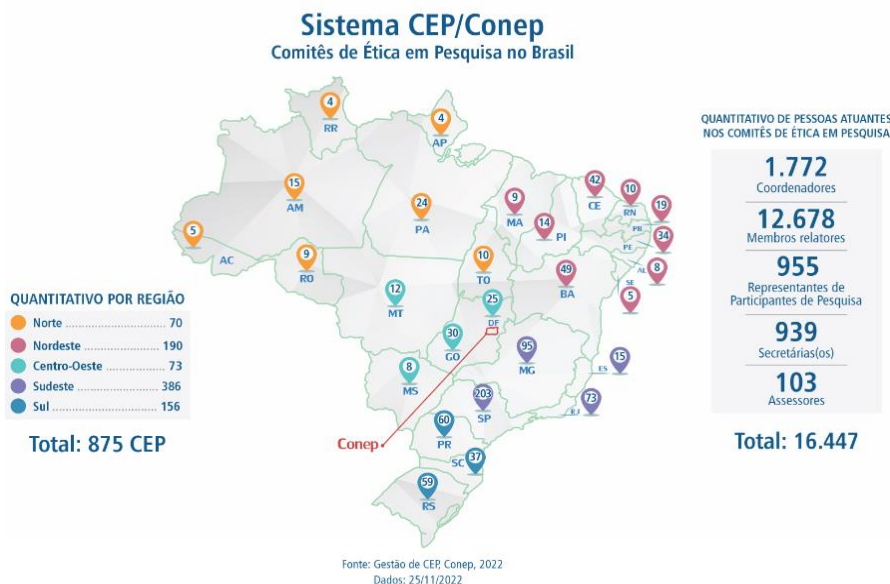 Sistema CEP/Conep
Comitês de Ética em Pesquisa no Brasil
4
RR
4
AP
15
AM
24
PA
5
AC
9
RO
10
TO
9
MA
14
PI
42
CE
10
RN
19
PB
34
PE
8
AL
5
SE
49
BA
12
MT
25
DF
30
GO
8
MS
95
MG
15
ES
73
RJ
203
SP
60
PR
37
SC
59
RS
Conep
QUANTITATIVO POR REGIÃO
Norte ........................... 70
Nordeste ..................... 190
Centro-Oeste .............. 73
Sudeste ....................... 386
Sul ............................... 156
Total: 875 CEP
QUANTITATIVO DE PESSOAS ATUANTES
NOS COMITÊS DE ÉTICA EM PESQUISA
1.772
Coordenadores
12.678
Membros relatores
955
Representantes de
Participantes de Pesquisa
939
Secretárias(os)
103
Assessores
Total: 16.447
Fonte: Gestão de CEP, Conep, 2022
Dados: 25/11/2022